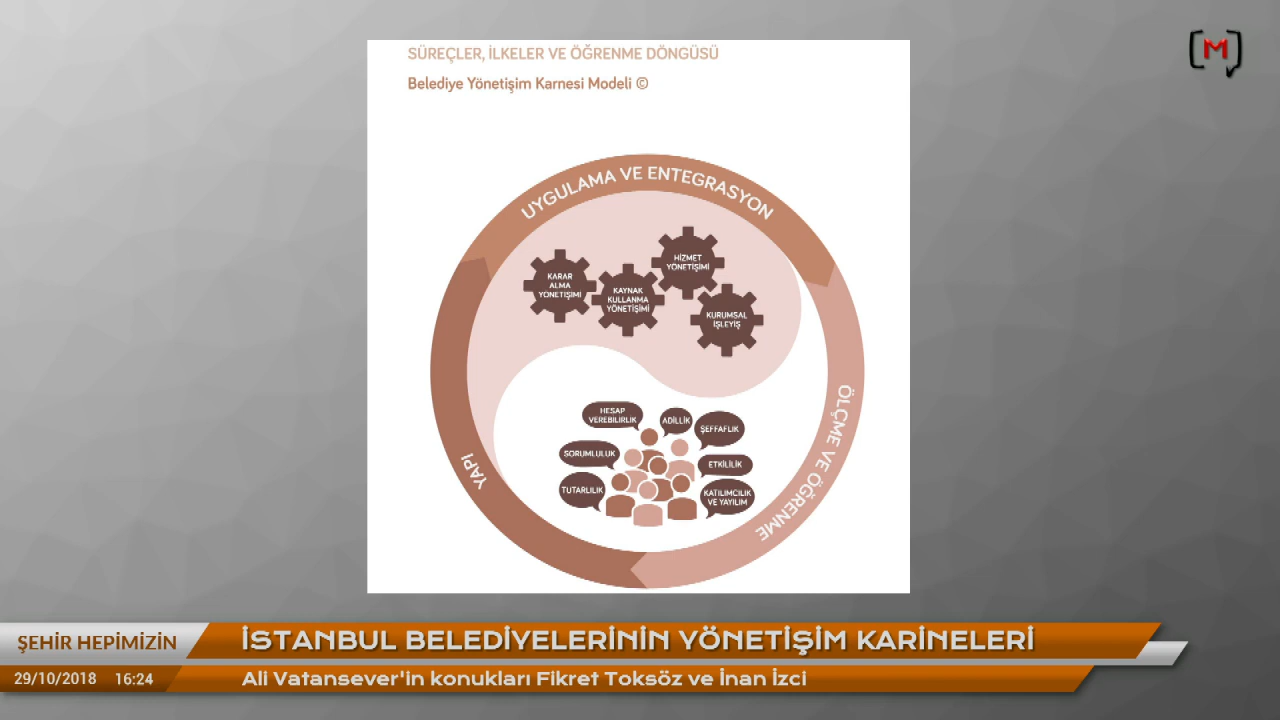 SÜREÇLER, İLKELER VE ÖĞRENME DÖNGÜSÜ
Belediye Yönetişim Karnesi Modeli ©
[M]
UYGULAMA VE ENTEGRASYON
HİZMET
YÖNETİŞİMİ
KARAR
ALMA
YÖNETİŞİMİ
KAYNAK
KULLANMA
YÖNETİŞİMİ
KURUMSAL
İŞLEYİŞ
ÖLÇME VE ÖĞRENME
YAPI
HESAP
VEREBILIRLIK
ADİLLİK
ŞEFFAFLIK
SORUMLULUK
ETKİLİLİK
TUTARLILIK
KATILIMCILIK
VE YAYILIM
ŞEHİR HEPİMİZİN
İSTANBUL BELEDİYELERİNİN YÖNETİŞİM KARİNELERİ
29/10/2018 16:24
Ali Vatansever'in konukları Fikret Toksöz ve İnan İzci